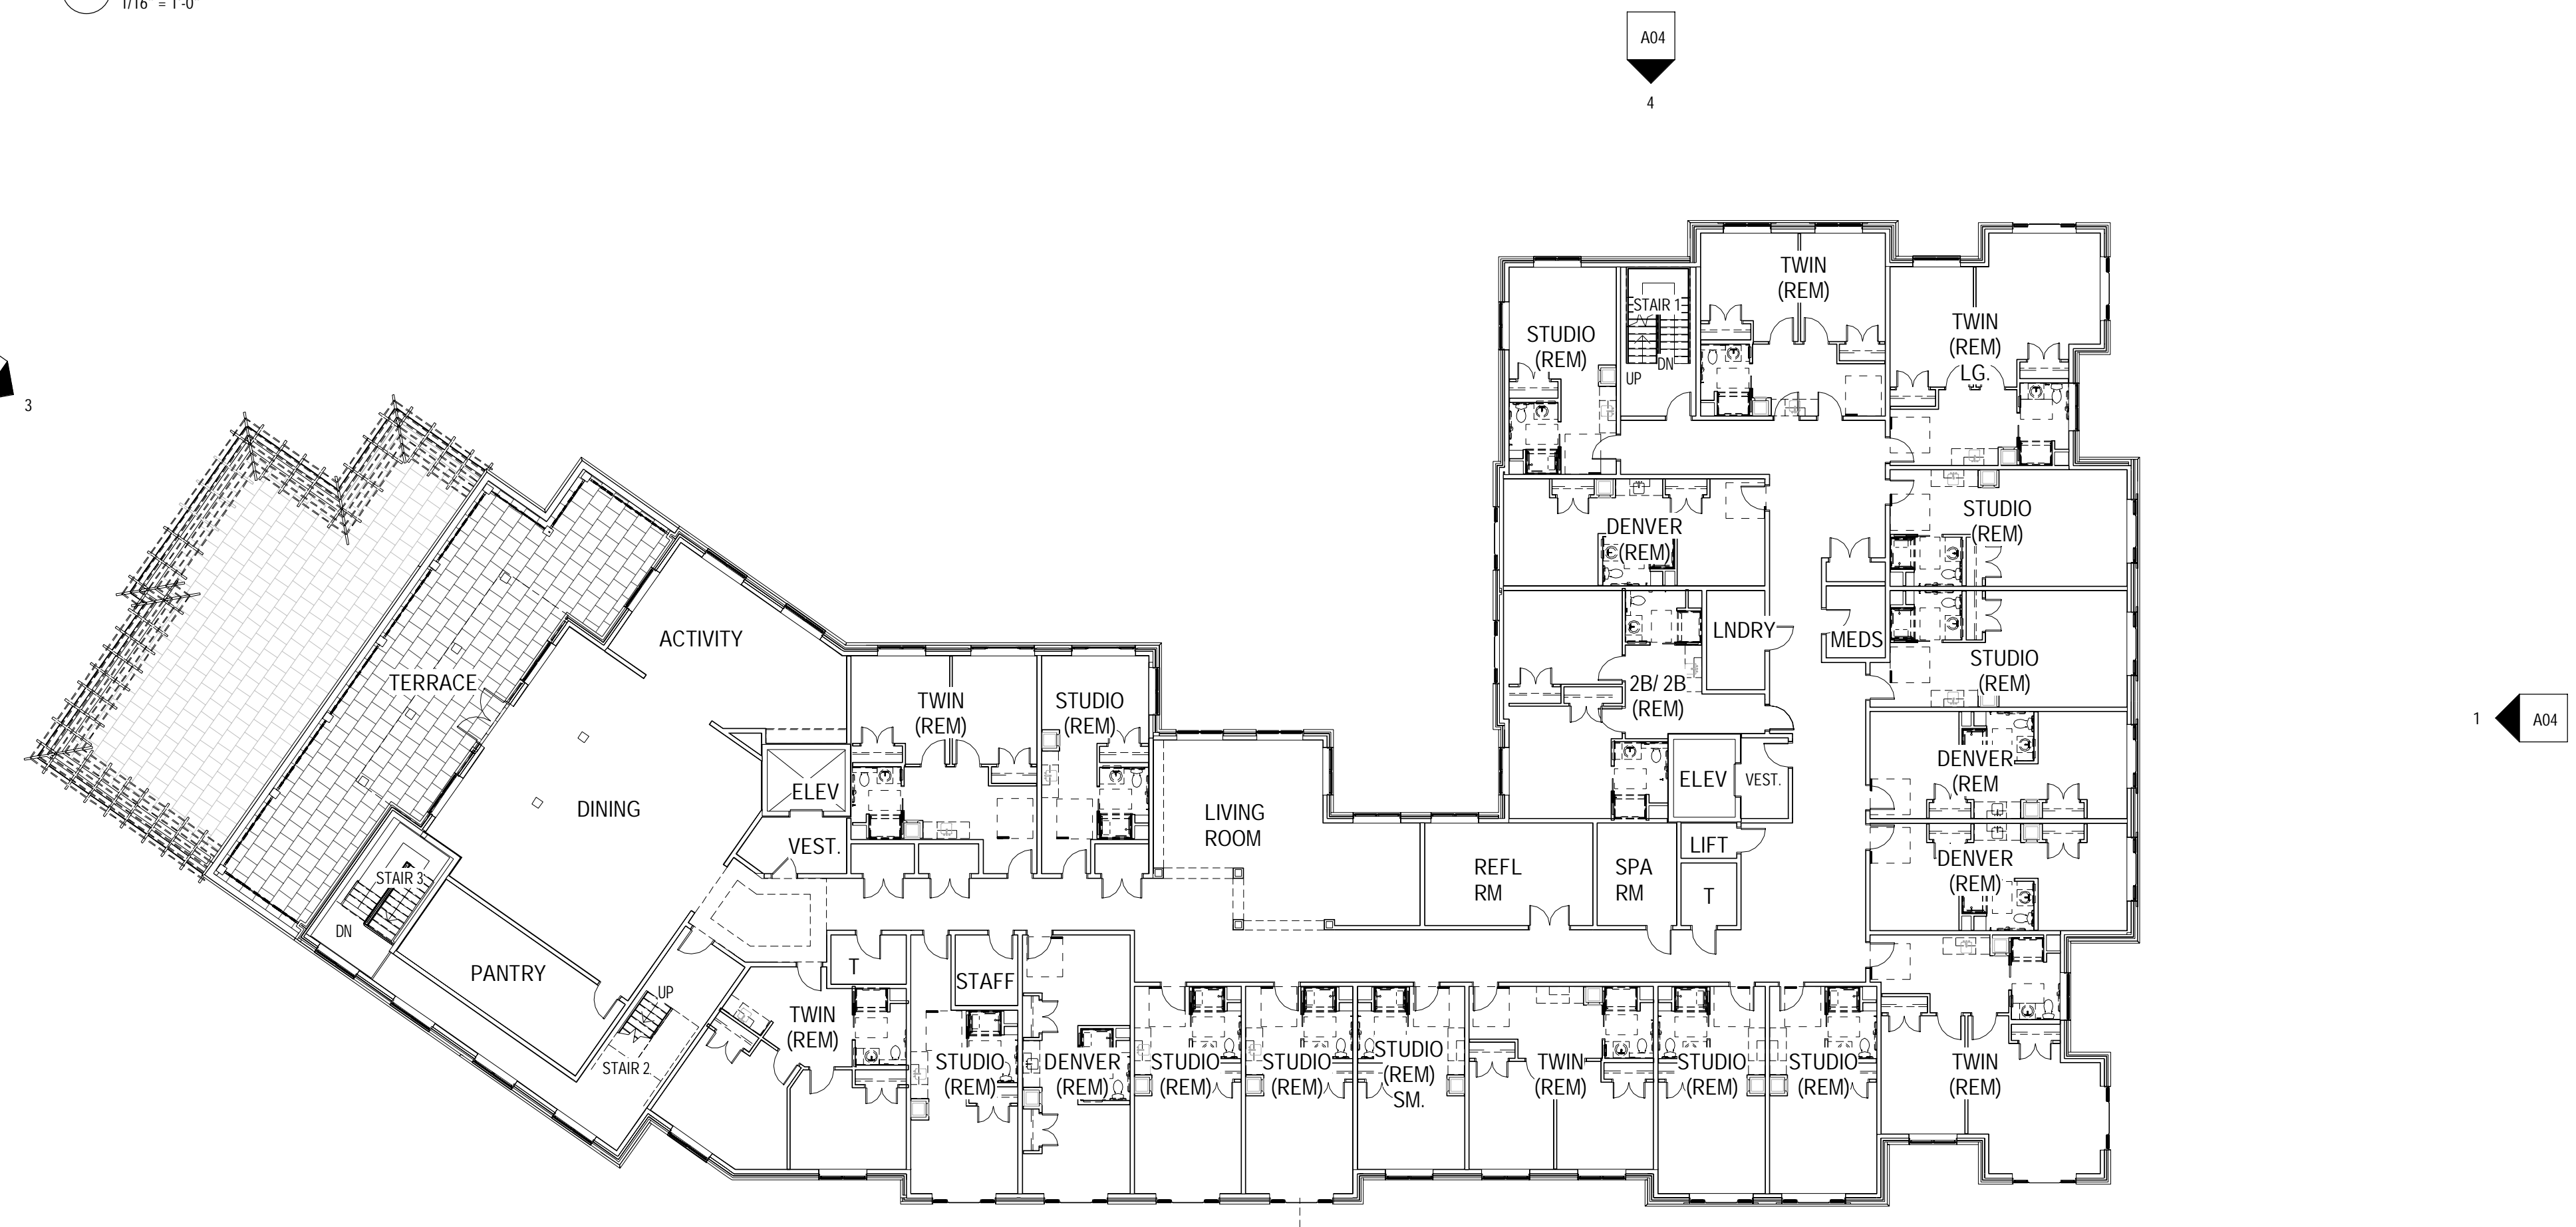 1/16" = 1'-0"
A04
4
3
TWIN
(REM)
STAIR 1
DN
UP
STUDIO
(REM)
TWIN
(REM)
LG.
DENVER
(REM)
STUDIO
(REM)
ACTIVITY
LNDRY
MEDS
TERRACE
STUDIO
(REM)
TWIN
(REM)
STUDIO
(REM)
2B/ 2B
(REM)
1
A04
ELEV
DINING
LIVING
ROOM
ELEV
VEST.
DENVER
(REM
VEST.
LIFT
STAIR 3
REFL
RM
SPA
RM
T
DENVER
(REM)
DN
PANTRY
T
STAFF
UP
STAIR 2
TWIN
(REM)
STUDIO
(REM)
DENVER
(REM)
STUDIO
(REM)
STUDIO
(REM)
STUDIO
(REM)
SM.
TWIN
(REM)
STUDIO
(REM)
STUDIO
(REM)
TWIN
(REM)